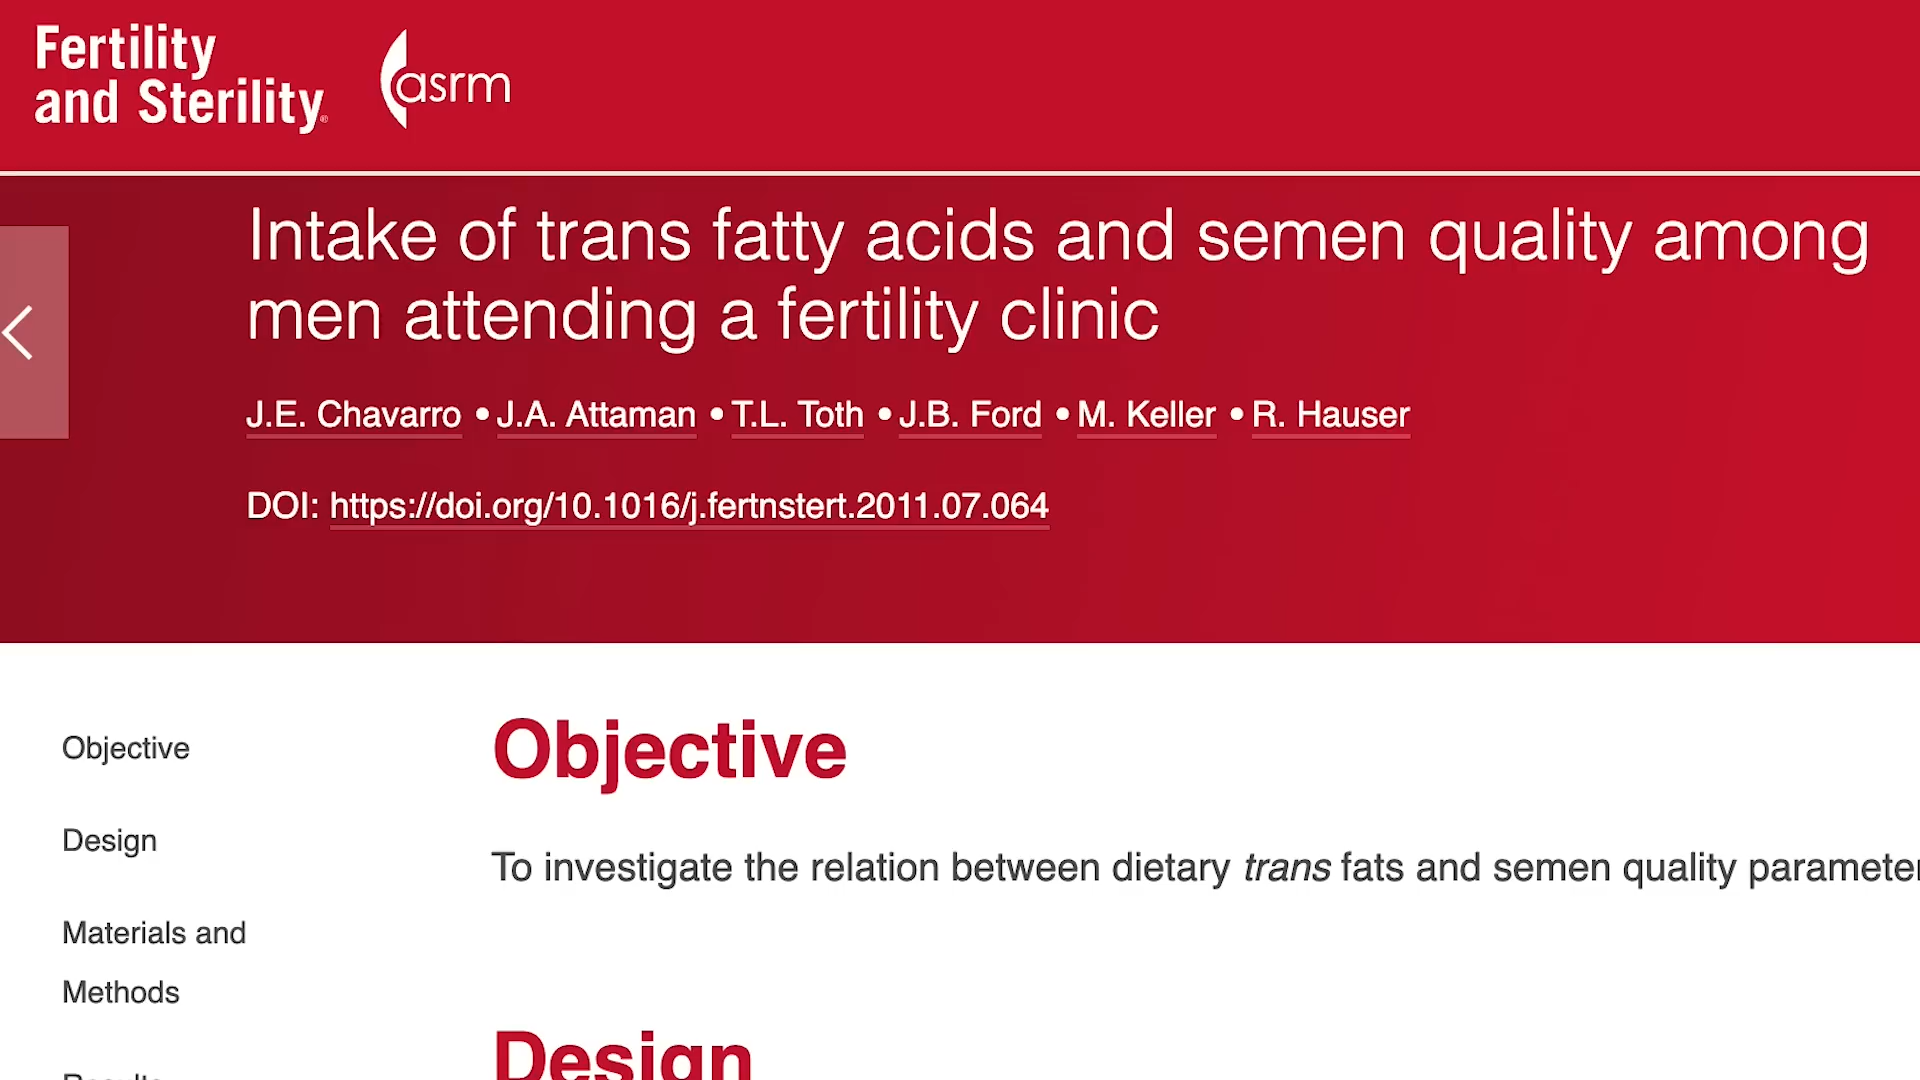 Fertility
and Sterility®
asrm
Intake of trans fatty acids and semen quality among
men attending a fertility clinic
J.E. Chavarro • J.A. Attaman • T.L. Toth • J.B. Ford • M. Keller • R. Hauser
DOI: https://doi.org/10.1016/j.fertnstert.2011.07.064
Objective
Design
Materials and
Methods
Results
Objective
To investigate the relation between dietary trans fats and semen quality parameter
Design